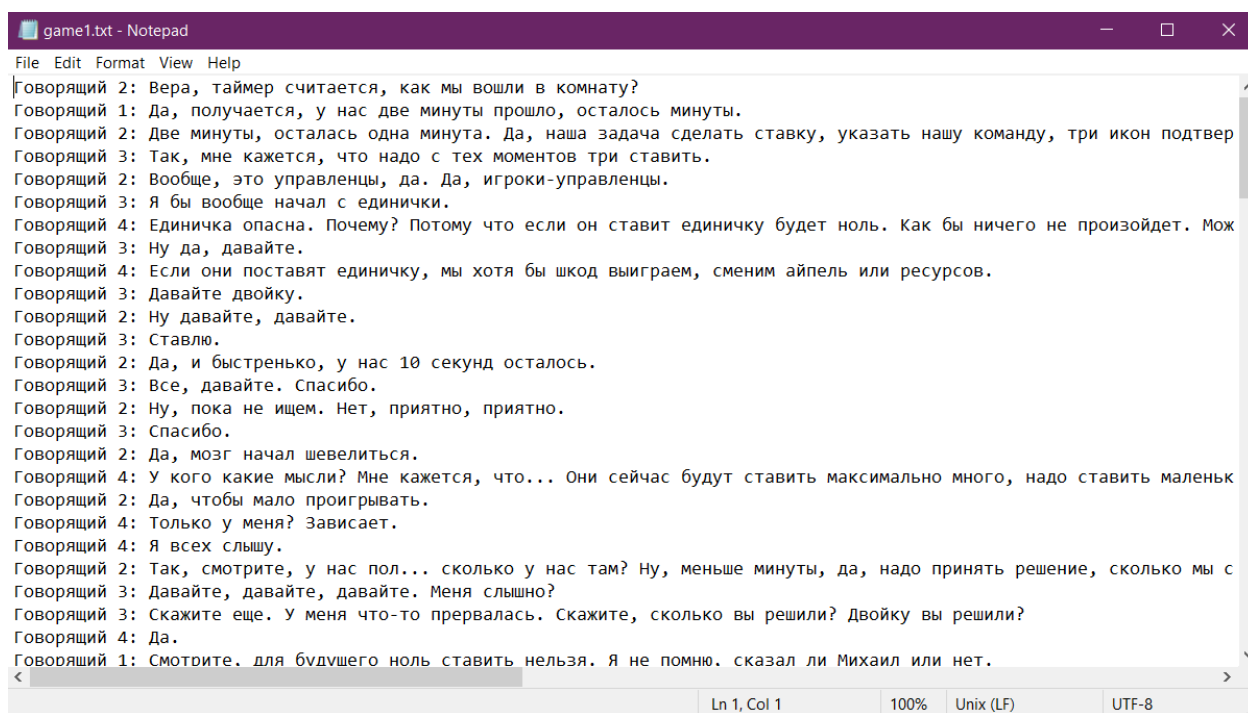 game1.txt - Notepad
File Edit Format View Help
Говорящий 2: Вера, таймер считается, как мы вошли в комнату?
Говорящий 1: Да, получается, у нас две минуты прошло, осталось минуты.
Говорящий 2: Две минуты, осталась одна минута. Да, наша задача сделать ставку, указать нашу команду, три икон подтвер
Говорящий 3: Так, мне кажется, что надо с тех моментов три ставить.
Говорящий 2: Вообще, это управленцы, да. Да, игроки-управленцы.
Говорящий 3: Я бы вообще начал с единички.
Говорящий 4: Единичка опасна. Почему? Потому что если он ставит единичку будет ноль. Как бы ничего не произойдет. Мож
Говорящий 3: Ну да, давайте.
Говорящий 4: Если они поставят единичку, мы хотя бы шкод выиграем, сменим айпель или ресурсов.
Говорящий 3: Давайте двойку.
Говорящий 2: Ну давайте, давайте.
Говорящий 3: Ставлю.
Говорящий 2: Да, и быстренько, у нас 10 секунд осталось.
Говорящий 3: Все, давайте. Спасибо.
Говорящий 2: Ну, пока не ищем. Нет, приятно, приятно.
Говорящий 3: Спасибо.
Говорящий 2: Да, мозг начал шевелиться.
Говорящий 4: У кого какие мысли? Мне кажется, что... Они сейчас будут ставить максимально много, надо ставить маленьк
Говорящий 2: Да, чтобы мало проигрывать.
Говорящий 4: Только у меня? Зависает.
Говорящий 4: Я всех слышу.
Говорящий 2: Так, смотрите, у нас пол... сколько у нас там? Ну, меньше минуты, да, надо принять решение, сколько мы с
Говорящий 3: Давайте, давайте, давайте. Меня слышно?
Говорящий 3: Скажите еще. У меня что-то прервалась. Скажите, сколько вы решили? Двойку вы решили?
Говорящий 4: Да.
Говорящий 1: Смотрите, для будущего ноль ставить нельзя. Я не помню, сказал ли Михаил или нет.
Ln 1, Col 1 100% Unix (LF) UTF-8